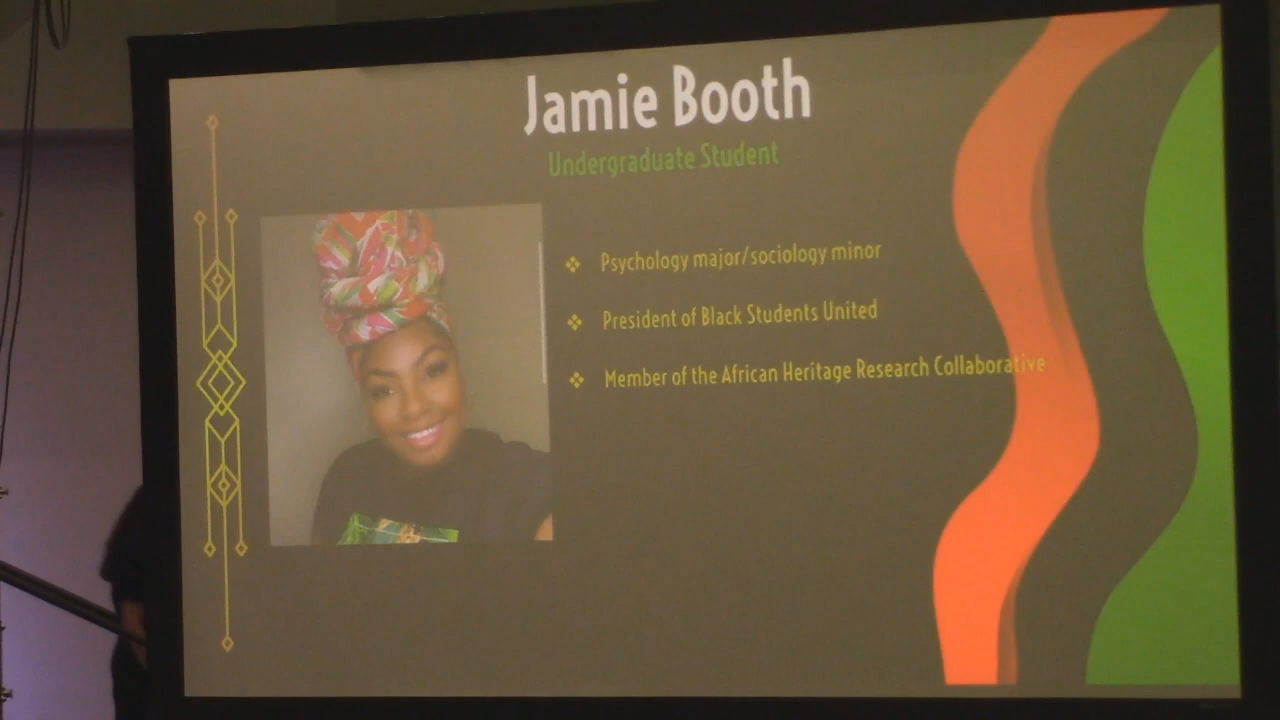 Jamie Booth
Undergraduate Student
Psychology major/sociology minor
President of Black Students United
Member of the African Heritage Research Collaborative